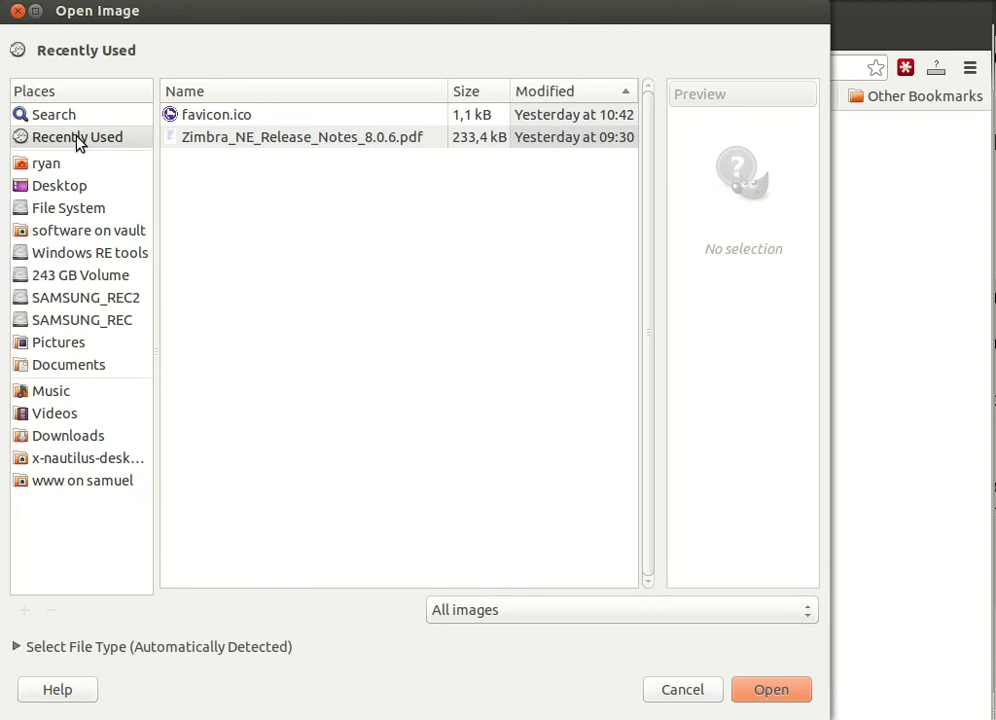 Open Image
Recently Used
Places
Name Size Modified
Preview
Search
favicon.ico 1,1 kB Yesterday at 10:42
Recently Used
Zimbra_NE_Release_Notes_8.0.6.pdf 233,4 kB Yesterday at 09:30
ryan
Desktop
File System
software on vault
Windows RE tools
243 GB Volume
SAMSUNG_REC2
SAMSUNG_REC
Pictures
Documents
Music
Videos
Downloads
x-nautilus-desk...
www on samuel
No selection
Other Bookmarks
All images
Select File Type (Automatically Detected)
Help
Cancel
Open